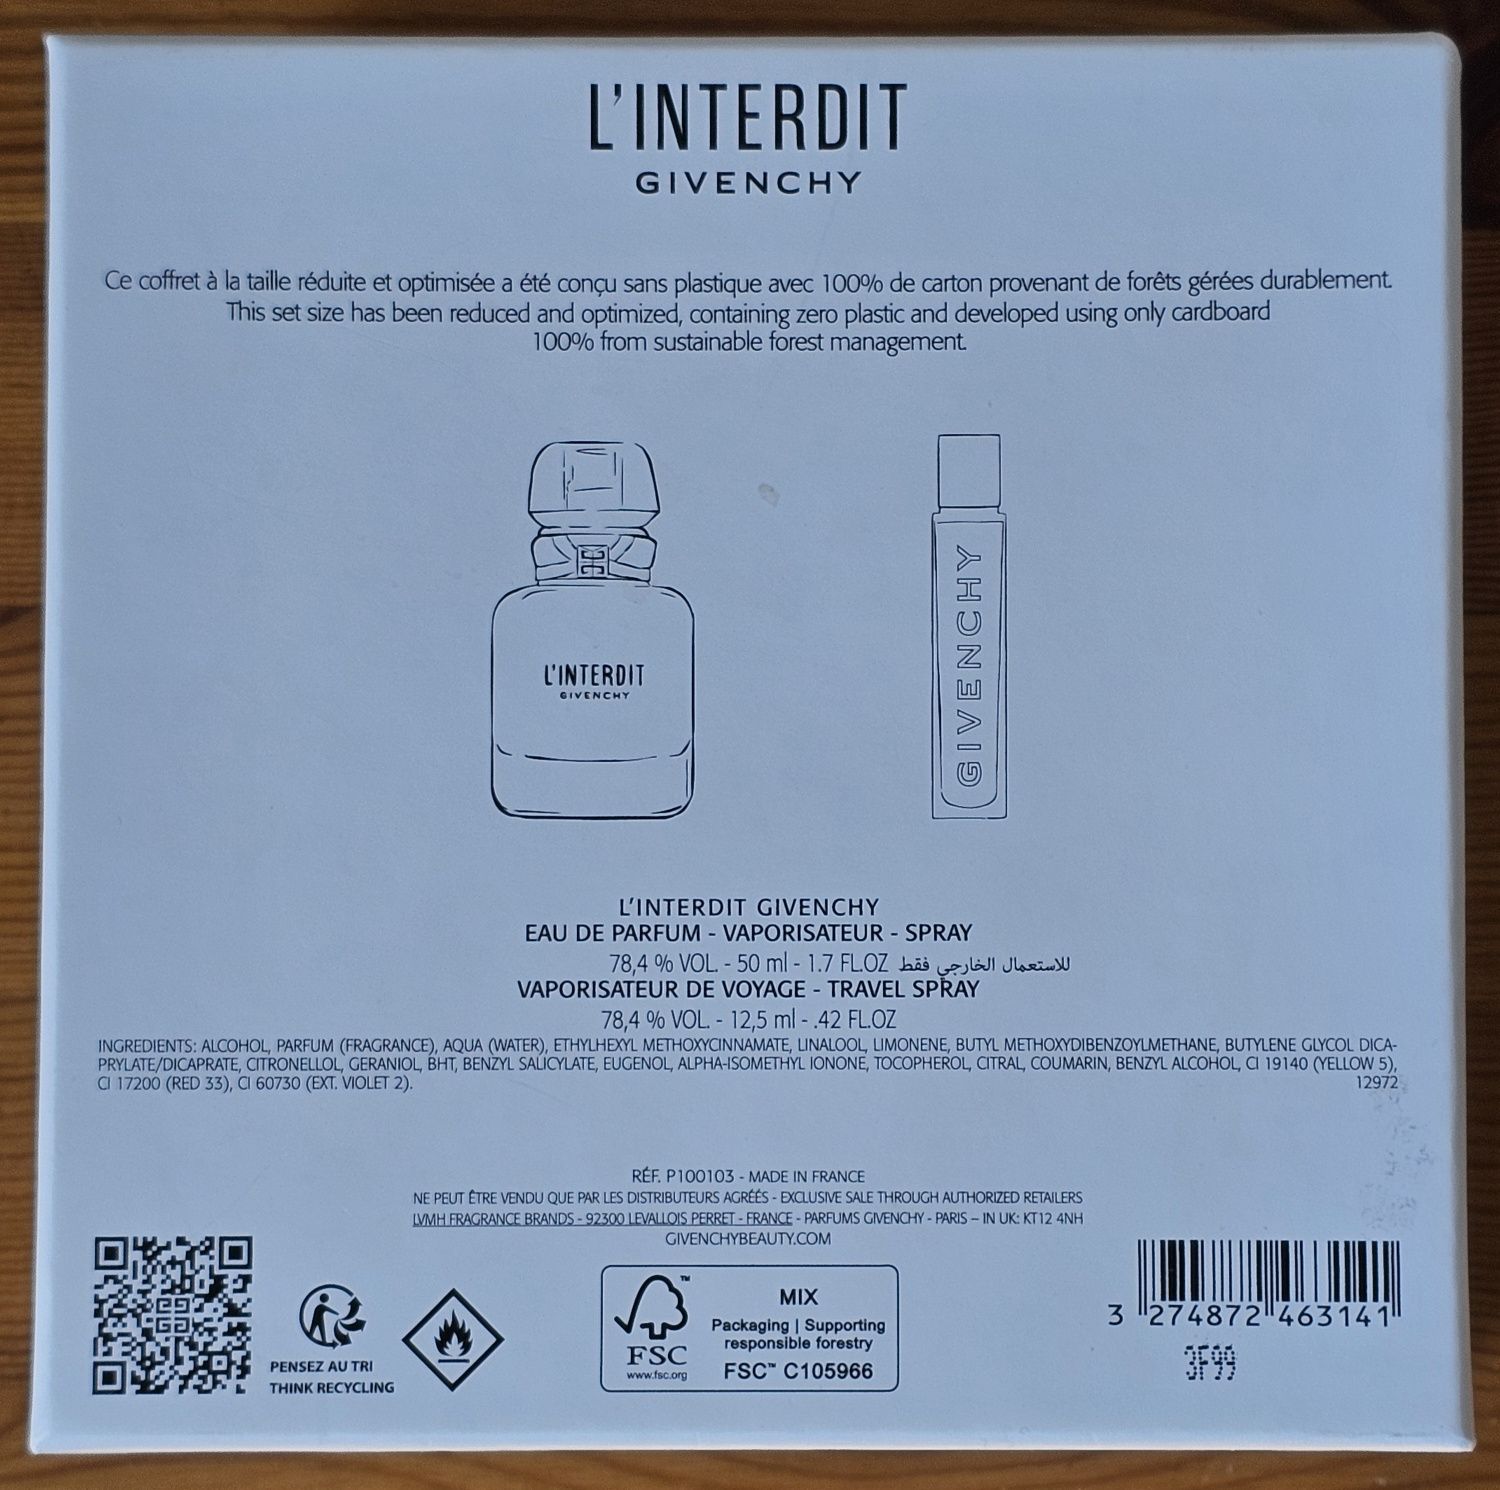 L'INTERDIT
GIVENCHY
Ce coffret à la taille réduite et optimisée a été conçu sans plastique avec 100% de carton provenant de forêts gérées durablement.
This set size has been reduced and optimized, containing zero plastic and developed using only cardboard
100% from sustainable forest management.
L'INTERDIT
GIVENCHY
GIVENCHY
L'INTERDIT GIVENCHY
EAU DE PARFUM - VAPORISATEUR - SPRAY
78,4 % VOL. - 50 ml - 1.7 FL.OZ للاستعمال الخارجي فقط
VAPORISATEUR DE VOYAGE - TRAVEL SPRAY
78,4 % VOL. - 12,5 ml - .42 FL.OZ
INGREDIENTS: ALCOHOL, PARFUM (FRAGRANCE), AQUA (WATER), ETHYLHEXYL METHOXYCINNAMATE, LINALOOL, LIMONENE, BUTYL METHOXYDIBENZOYLMETHANE, BUTYLENE GLYCOL DICA-
PRYLATE/DICAPRATE, CITRONELLOL, GERANIOL, BHT, BENZYL SALICYLATE, EUGENOL, ALPHA-ISOMETHYL IONONE, TOCOPHEROL, CITRAL, COUMARIN, BENZYL ALCOHOL, CI 19140 (YELLOW 5),
CI 17200 (RED 33), CI 60730 (EXT. VIOLET 2). 12972
RÉF. P100103 - MADE IN FRANCE
NE PEUT ÊTRE VENDU QUE PAR LES DISTRIBUTEURS AGRÉÉS - EXCLUSIVE SALE THROUGH AUTHORIZED RETAILERS
LVMH FRAGRANCE BRANDS - 92300 LEVALLOIS PERRET - FRANCE - PARFUMS GIVENCHY - PARIS – IN UK: KT12 4NH
GIVENCHYBEAUTY.COM
PENSEZ AU TRI
THINK RECYCLING
FSC
www.fsc.org
MIX
Packaging | Supporting
responsible forestry
FSC™ C105966
3 274872 463141
3F99